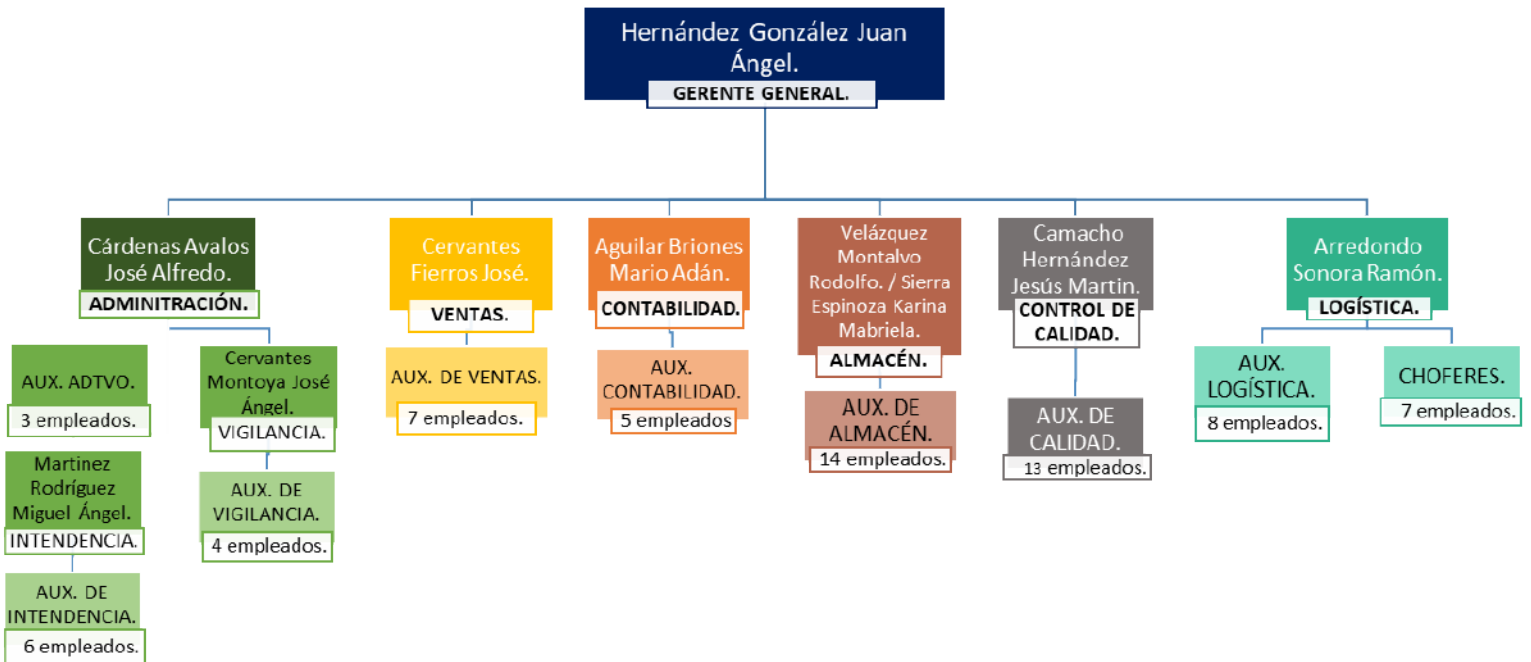 Hernández González Juan
Ángel.
GERENTE GENERAL.
Cárdenas Avalos
José Alfredo.
ADMINITRACIÓN.
Cervantes
Fierros José.
VENTAS.
Aguilar Briones
Mario Adán.
CONTABILIDAD.
Velázquez
Montalvo
Rodolfo. / Sierra
Espinoza Karina
Mabriela.
ALMACÉN.
Camacho
Hernández
Jesús Martin.
CONTROL DE
CALIDAD.
Arredondo
Sonora Ramón.
LOGÍSTICA.
AUX. ADTVO.
3 empleados.
Cervantes
Montoya José
Ángel.
VIGILANCIA.
AUX. DE VENTAS.
7 empleados.
AUX.
CONTABILIDAD.
5 empleados
AUX. DE
ALMACÉN.
14 empleados.
AUX. DE
CALIDAD.
13 empleados.
AUX.
LOGÍSTICA.
8 empleados.
CHOFERES.
7 empleados.
Martinez
Rodríguez
Miguel Ángel.
INTENDENCIA.
AUX. DE
VIGILANCIA.
4 empleados.
AUX. DE
INTENDENCIA.
6 empleados.